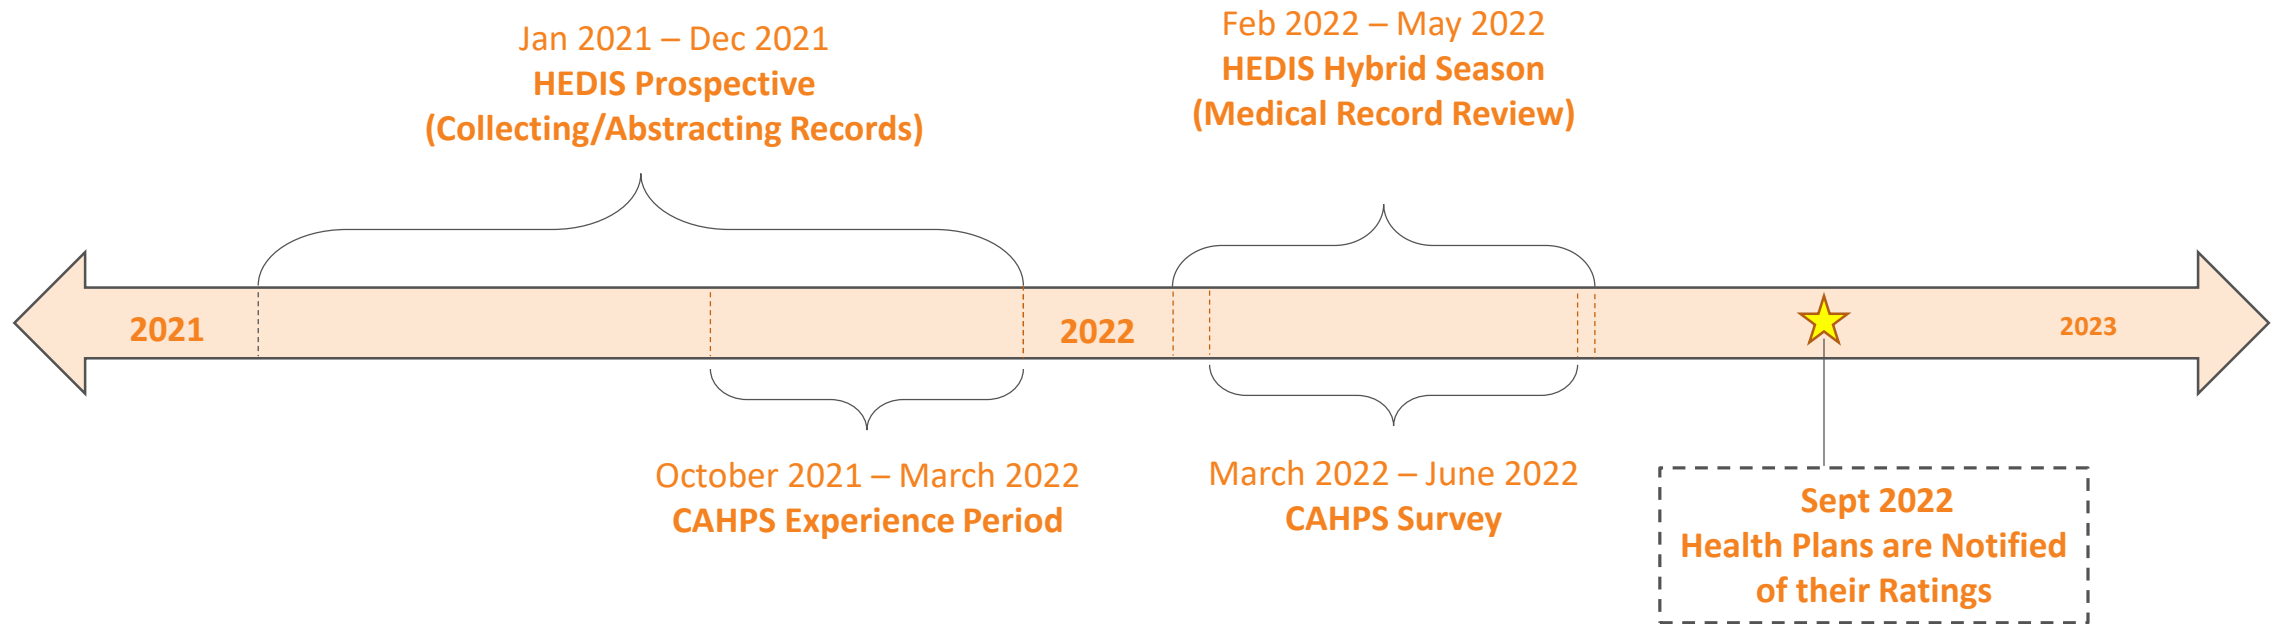 Jan 2021 – Dec 2021
HEDIS Prospective
(Collecting/Abstracting Records)
Feb 2022 – May 2022
HEDIS Hybrid Season
(Medical Record Review)
2021
2022
2023
October 2021 – March 2022
CAHPS Experience Period
March 2022 – June 2022
CAHPS Survey
Sept 2022
Health Plans are Notified
of their Ratings